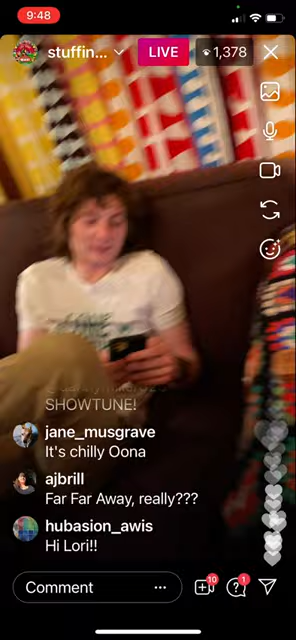 9:48
stuffin...
LIVE
1,378
SHOWTUNE!
jane_musgrave
It's chilly Oona
ajbrill
Far Far Away, really???
hubasion_awis
Hi Lori!!
Comment
10
1